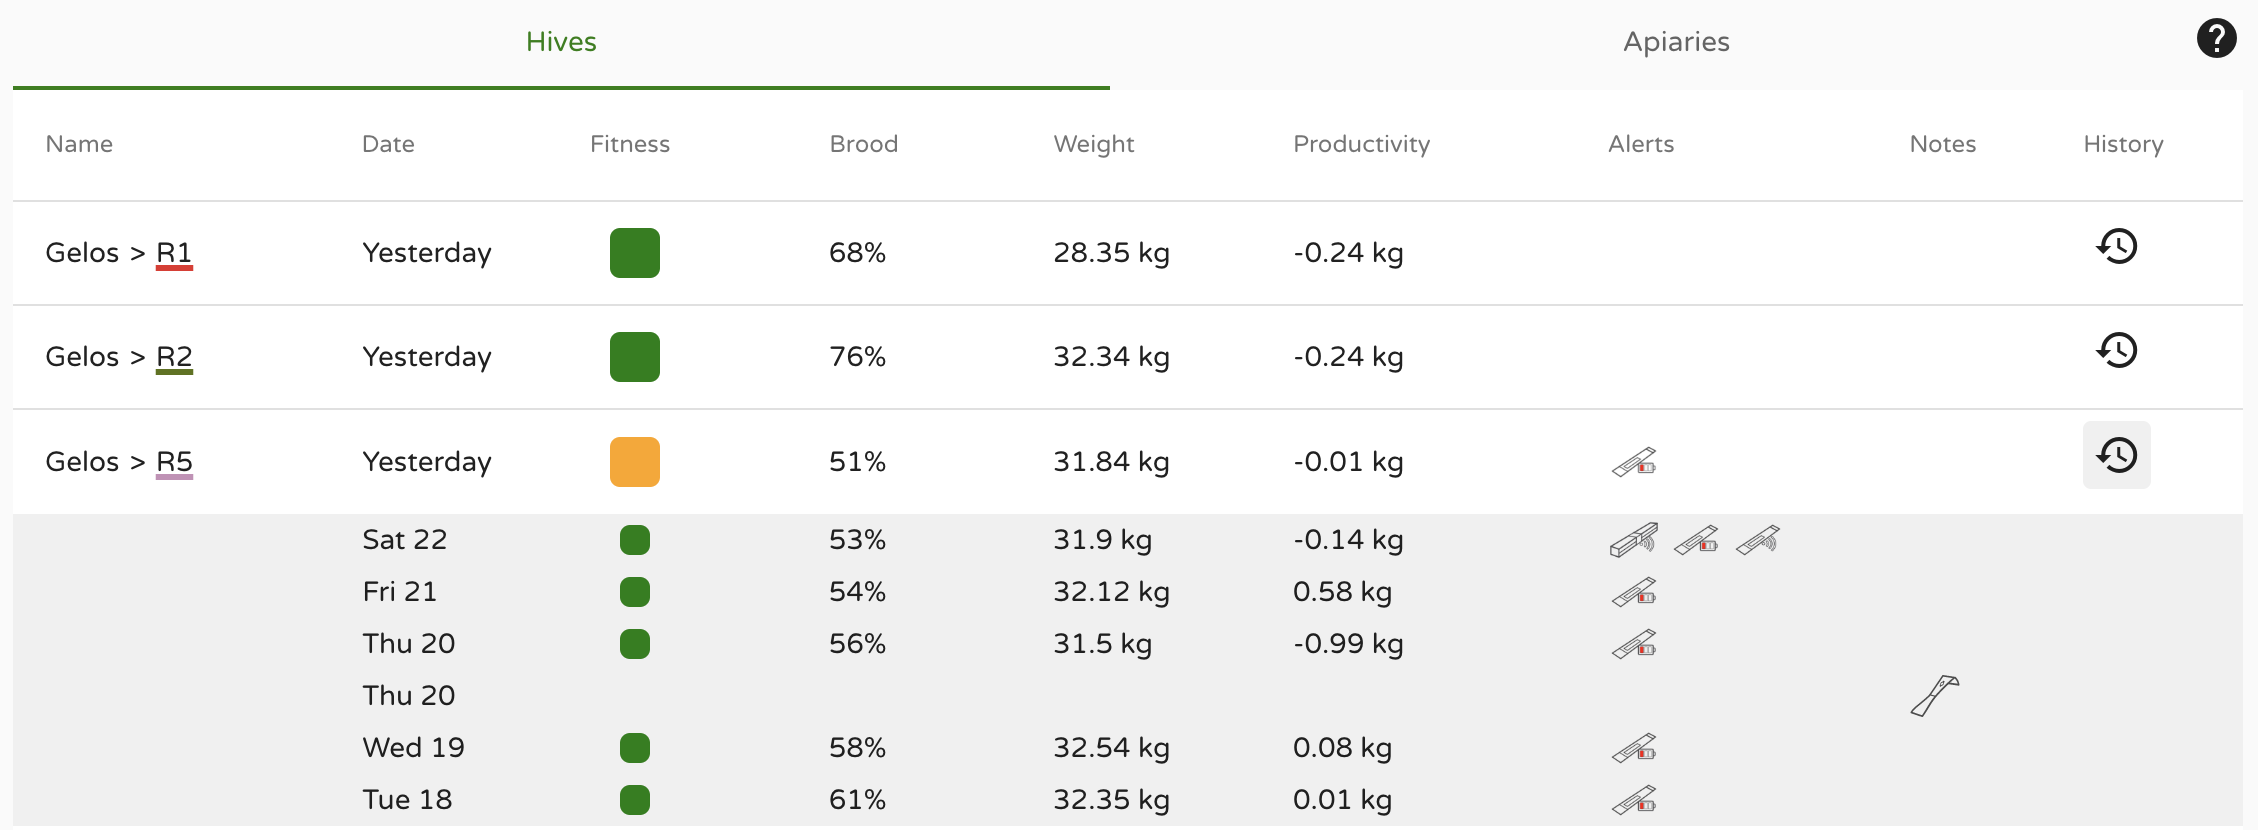 Hives Apiaries ?
Name Date Fitness Brood Weight Productivity Alerts Notes History
Gelos > R1 Yesterday 68% 28.35 kg -0.24 kg
Gelos > R2 Yesterday 76% 32.34 kg -0.24 kg
Gelos > R5 Yesterday 51% 31.84 kg -0.01 kg
Sat 22 53% 31.9 kg -0.14 kg
Fri 21 54% 32.12 kg 0.58 kg
Thu 20 56% 31.5 kg -0.99 kg
Thu 20
Wed 19 58% 32.54 kg 0.08 kg
Tue 18 61% 32.35 kg 0.01 kg